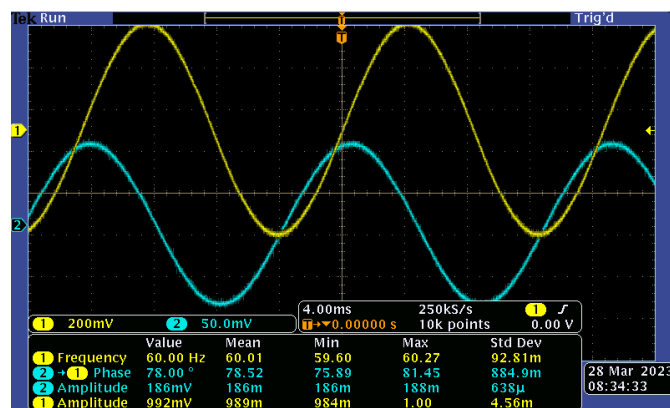 Tek Run Trig'd
T
T
1
2
4.00ms 250kS/s 1
1 200mV 2 50.0mV T→▼0.00000 s 10k points 0.00 V
Value Mean Min Max Std Dev
1 Frequency 60.00 Hz 60.01 59.60 60.27 92.81m
2 → 1 Phase 78.00 ° 78.52 75.89 81.45 884.9m
2 Amplitude 186mV 186m 186m 188m 638µ
1 Amplitude 992mV 989m 984m 1.00 4.56m
28 Mar 2023
08:34:33